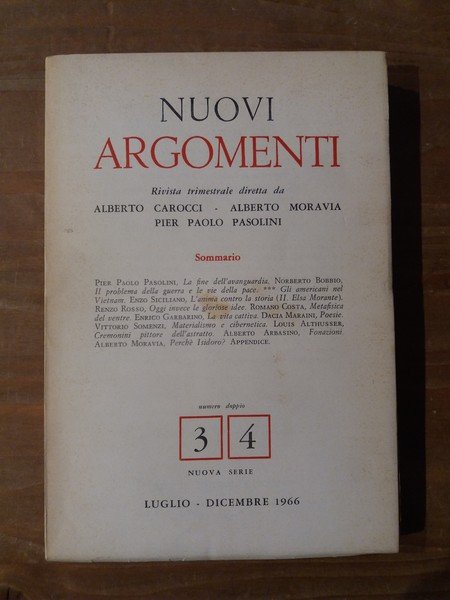 NUOVI
ARGOMENTI
Rivista trimestrale diretta da
ALBERTO CAROCCI - ALBERTO MORAVIA
PIER PAOLO PASOLINI
Sommario
PIER PAOLO PASOLINI, La fine dell'avanguardia. NORBERTO BOBBIO,
Il problema della guerra e le vie della pace. *** Gli americani nel
Vietnam. ENZO SICILIANO, L'anima contro la storia (II. Elsa Morante).
RENZO ROSSO, Oggi invece le gloriose idee. ROMANO COSTA, Metafisica
del ventre. ENRICO GARBARINO, La vita cattiva. DACIA MARAINI, Poesie.
VITTORIO SOMENZI, Materialismo e cibernetica. LOUIS ALTHUSSER,
Cremonini pittore dell'astratto. ALBERTO ARBASINO, Fonazioni
ALBERTO MORAVIA, Perchè Isidoro? APPENDICE.
numero doppio
3 4
NUOVA SERIE
LUGLIO - DICEMBRE 1966